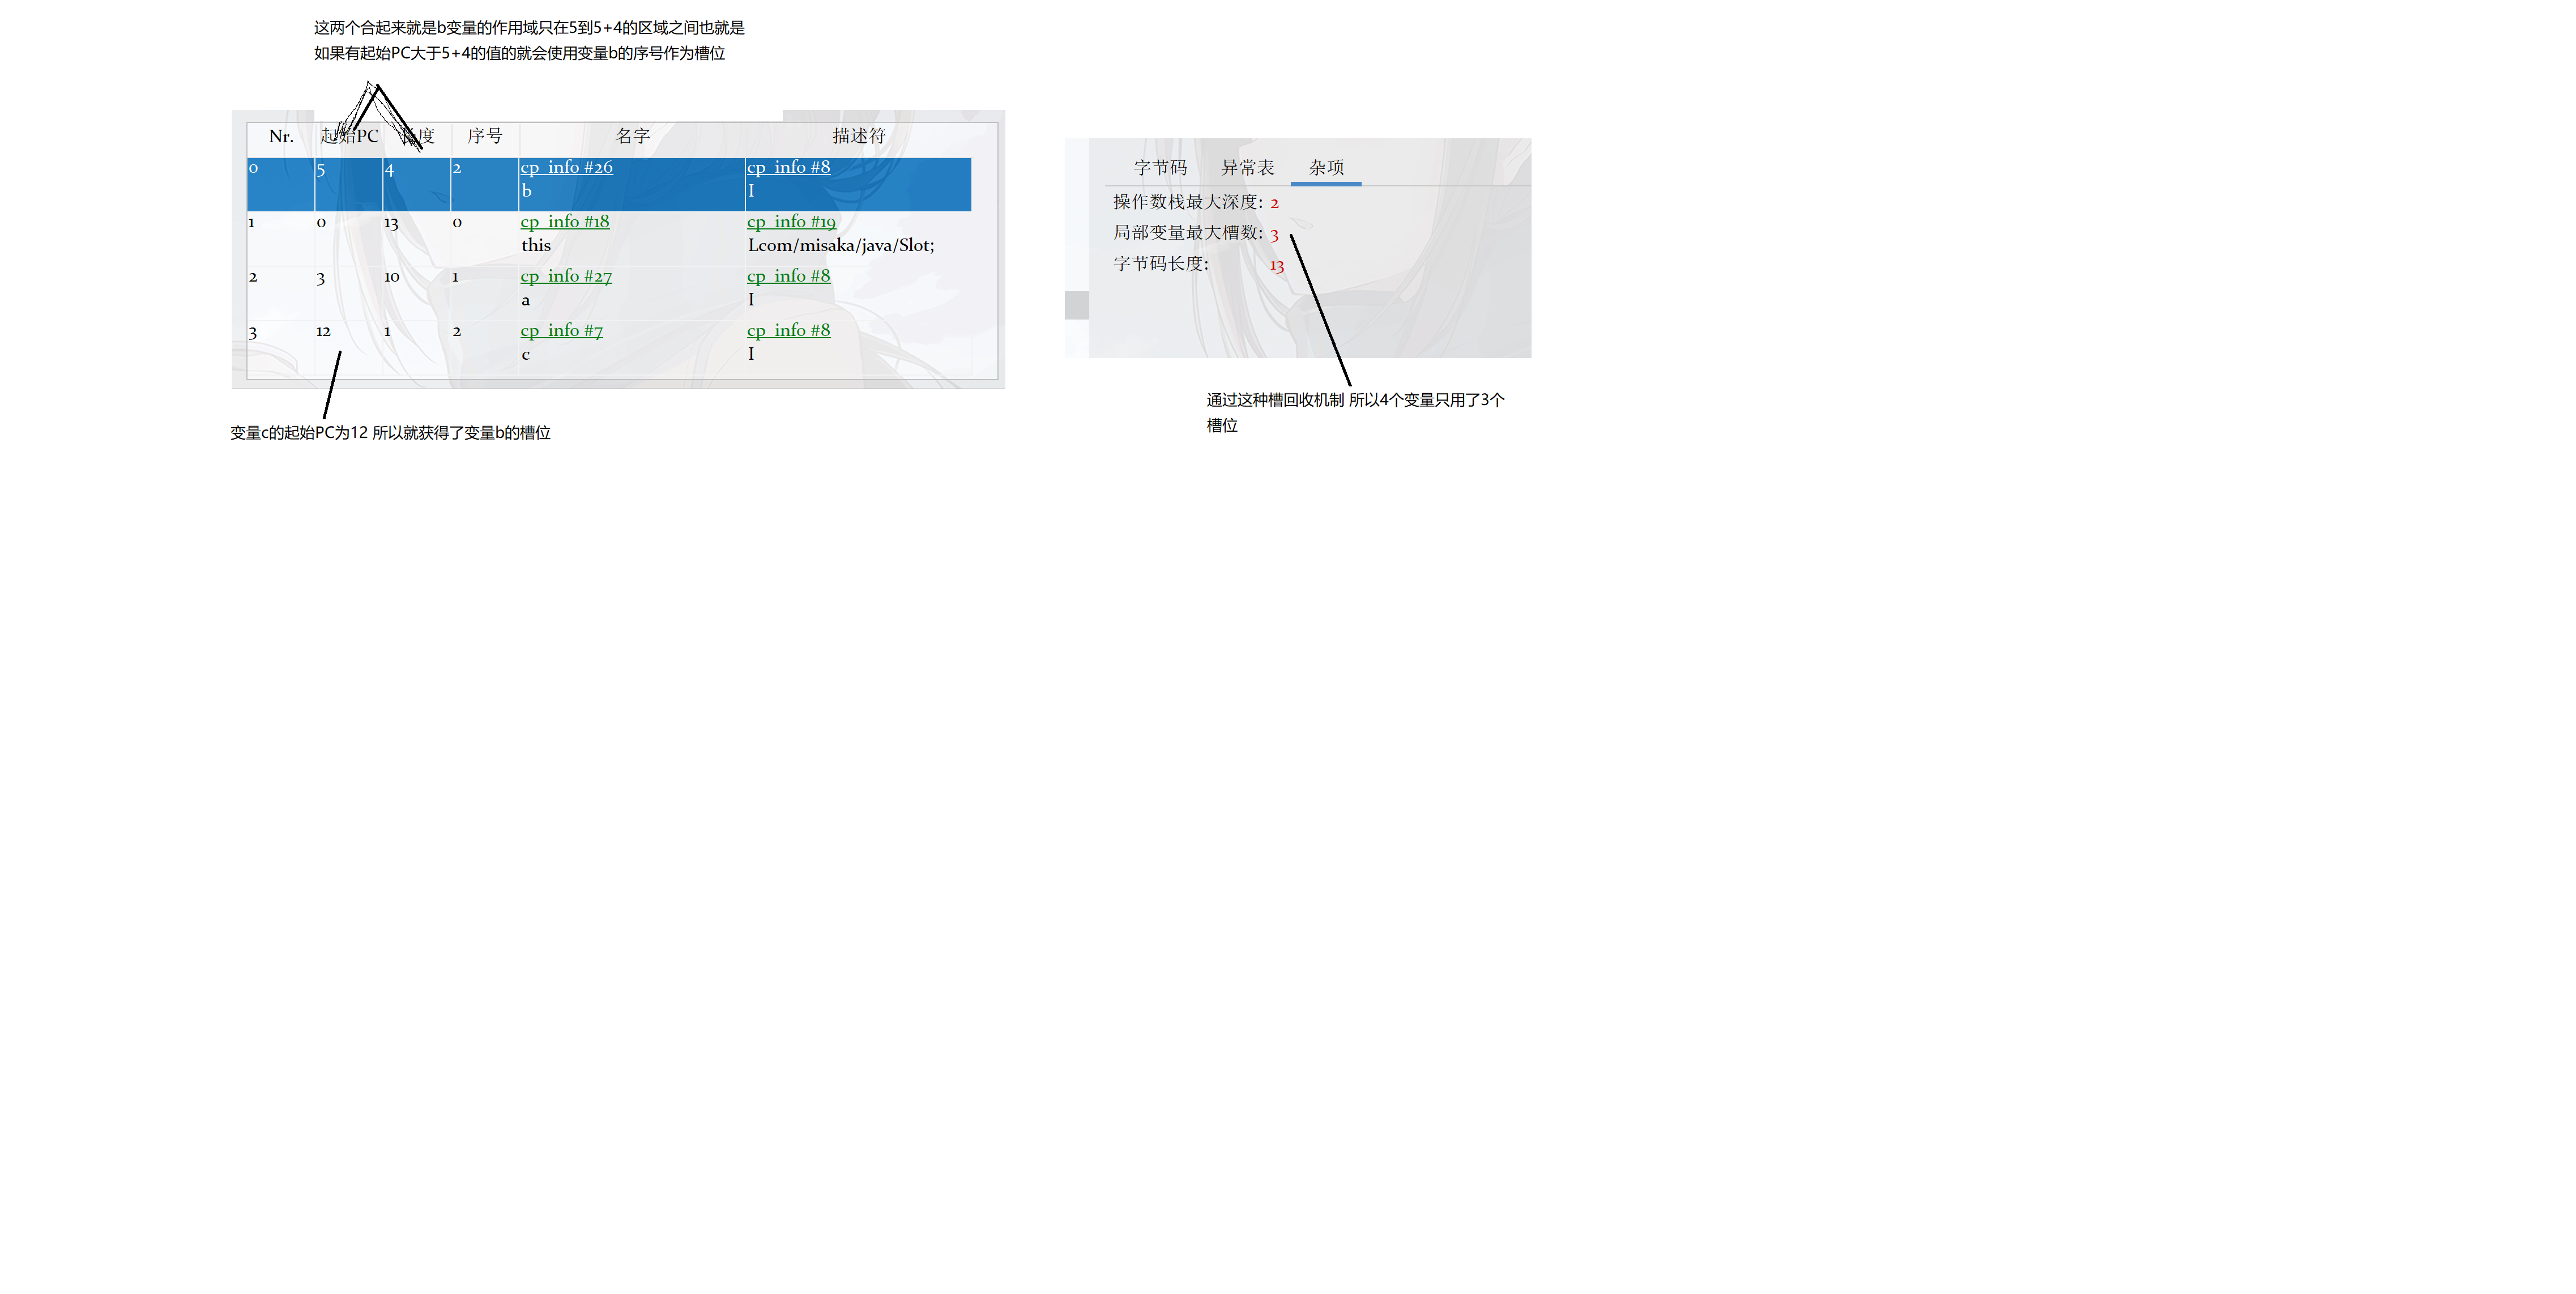 这两个合起来就是b变量的作用域只在5到5+4的区域之间也就是
如果有起始PC大于5+4的值的就会使用变量b的序号作为槽位
Nr. 起始PC 长度 序号 名字 描述符
0 5 4 2 cp_info #26 cp_info #8
b I
1 0 13 0 cp_info #18 cp_info #19
this Lcom/misaka/java/Slot;
2 3 10 1 cp_info #27 cp_info #8
a I
3 12 1 2 cp_info #7 cp_info #8
c I
变量c的起始PC为12 所以就获得了变量b的槽位
字节码 异常表 杂项
操作数栈最大深度: 2
局部变量最大槽数: 3
字节码长度: 13
通过这种槽回收机制 所以4个变量只用了3个
槽位